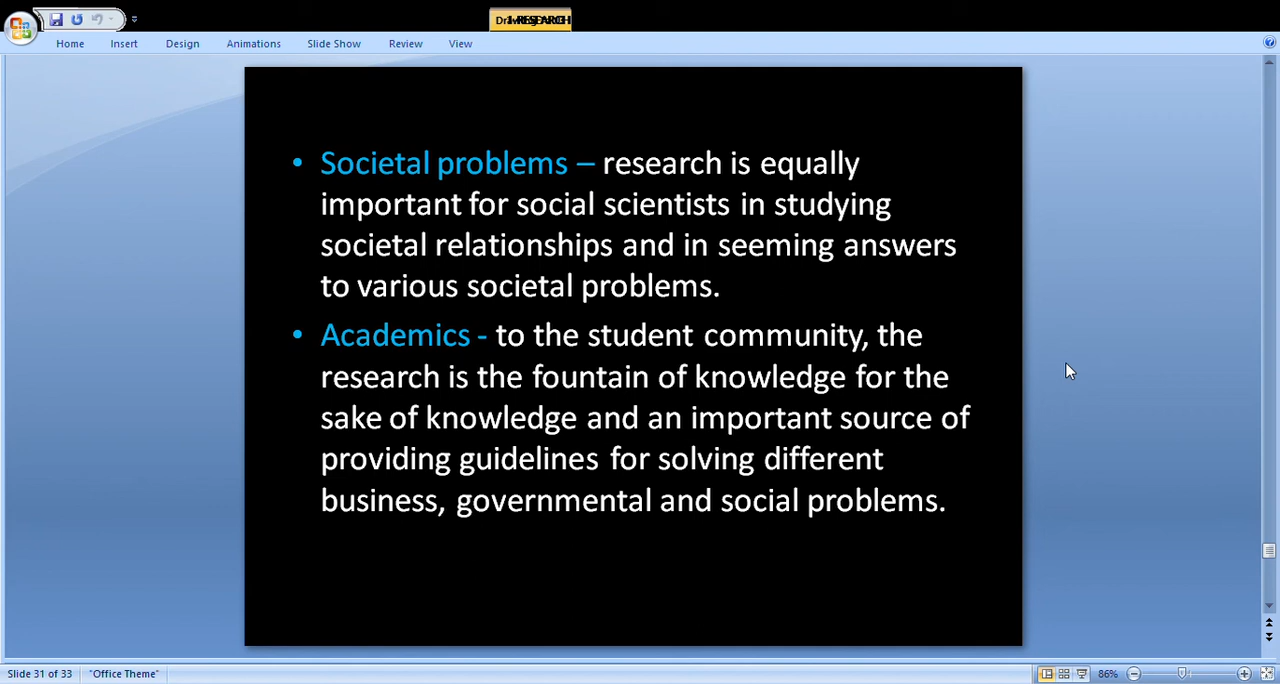 Home Insert Design Animations Slide Show Review View
• Societal problems – research is equally
important for social scientists in studying
societal relationships and in seeming answers
to various societal problems.
• Academics - to the student community, the
research is the fountain of knowledge for the
sake of knowledge and an important source of
providing guidelines for solving different
business, governmental and social problems.
Slide 31 of 33 "Office Theme" 86%